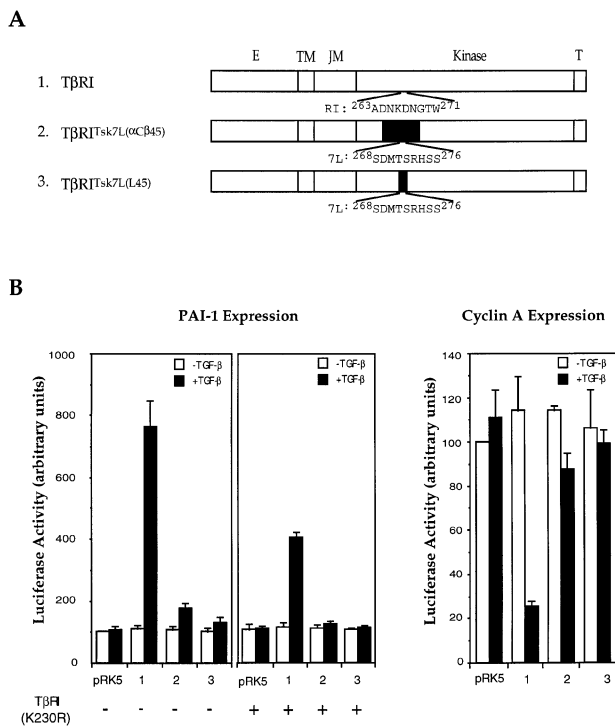 A
E TM JM Kinase T
1. TβRI
RI: 263ADNKDNGTW271
2. TβRITsk7L(αCβ45)
7L: 268SDMTSRHSS276
3. TβRITsk7L(L45)
7L: 268SDMTSRHSS276
B
PAI-1 Expression
Luciferase Activity (arbitrary units)
1000
800
600
400
200
100
0
-TGF-β
+TGF-β
-TGF-β
+TGF-β
pRK5 1 2 3 pRK5 1 2 3
TβRI (K230R) - - - - + + + +
Cyclin A Expression
Luciferase Activity (arbitrary units)
140
120
100
80
60
40
20
0
-TGF-β
+TGF-β
pRK5 1 2 3